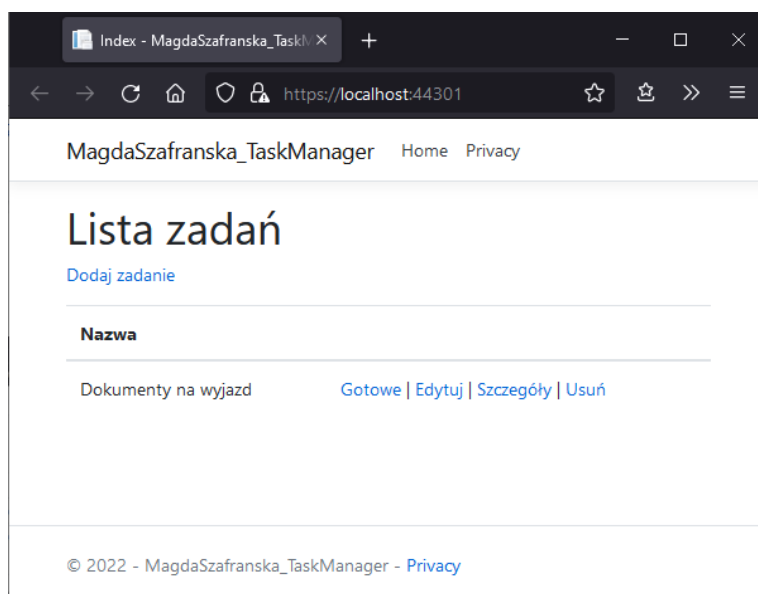 Index - MagdaSzafranska_Task
https://localhost:44301
MagdaSzafranska_TaskManager Home Privacy
Lista zadań
Dodaj zadanie
Nazwa
Dokumenty na wyjazd Gotowe | Edytuj | Szczegóły | Usuń
© 2022 - MagdaSzafranska_TaskManager - Privacy